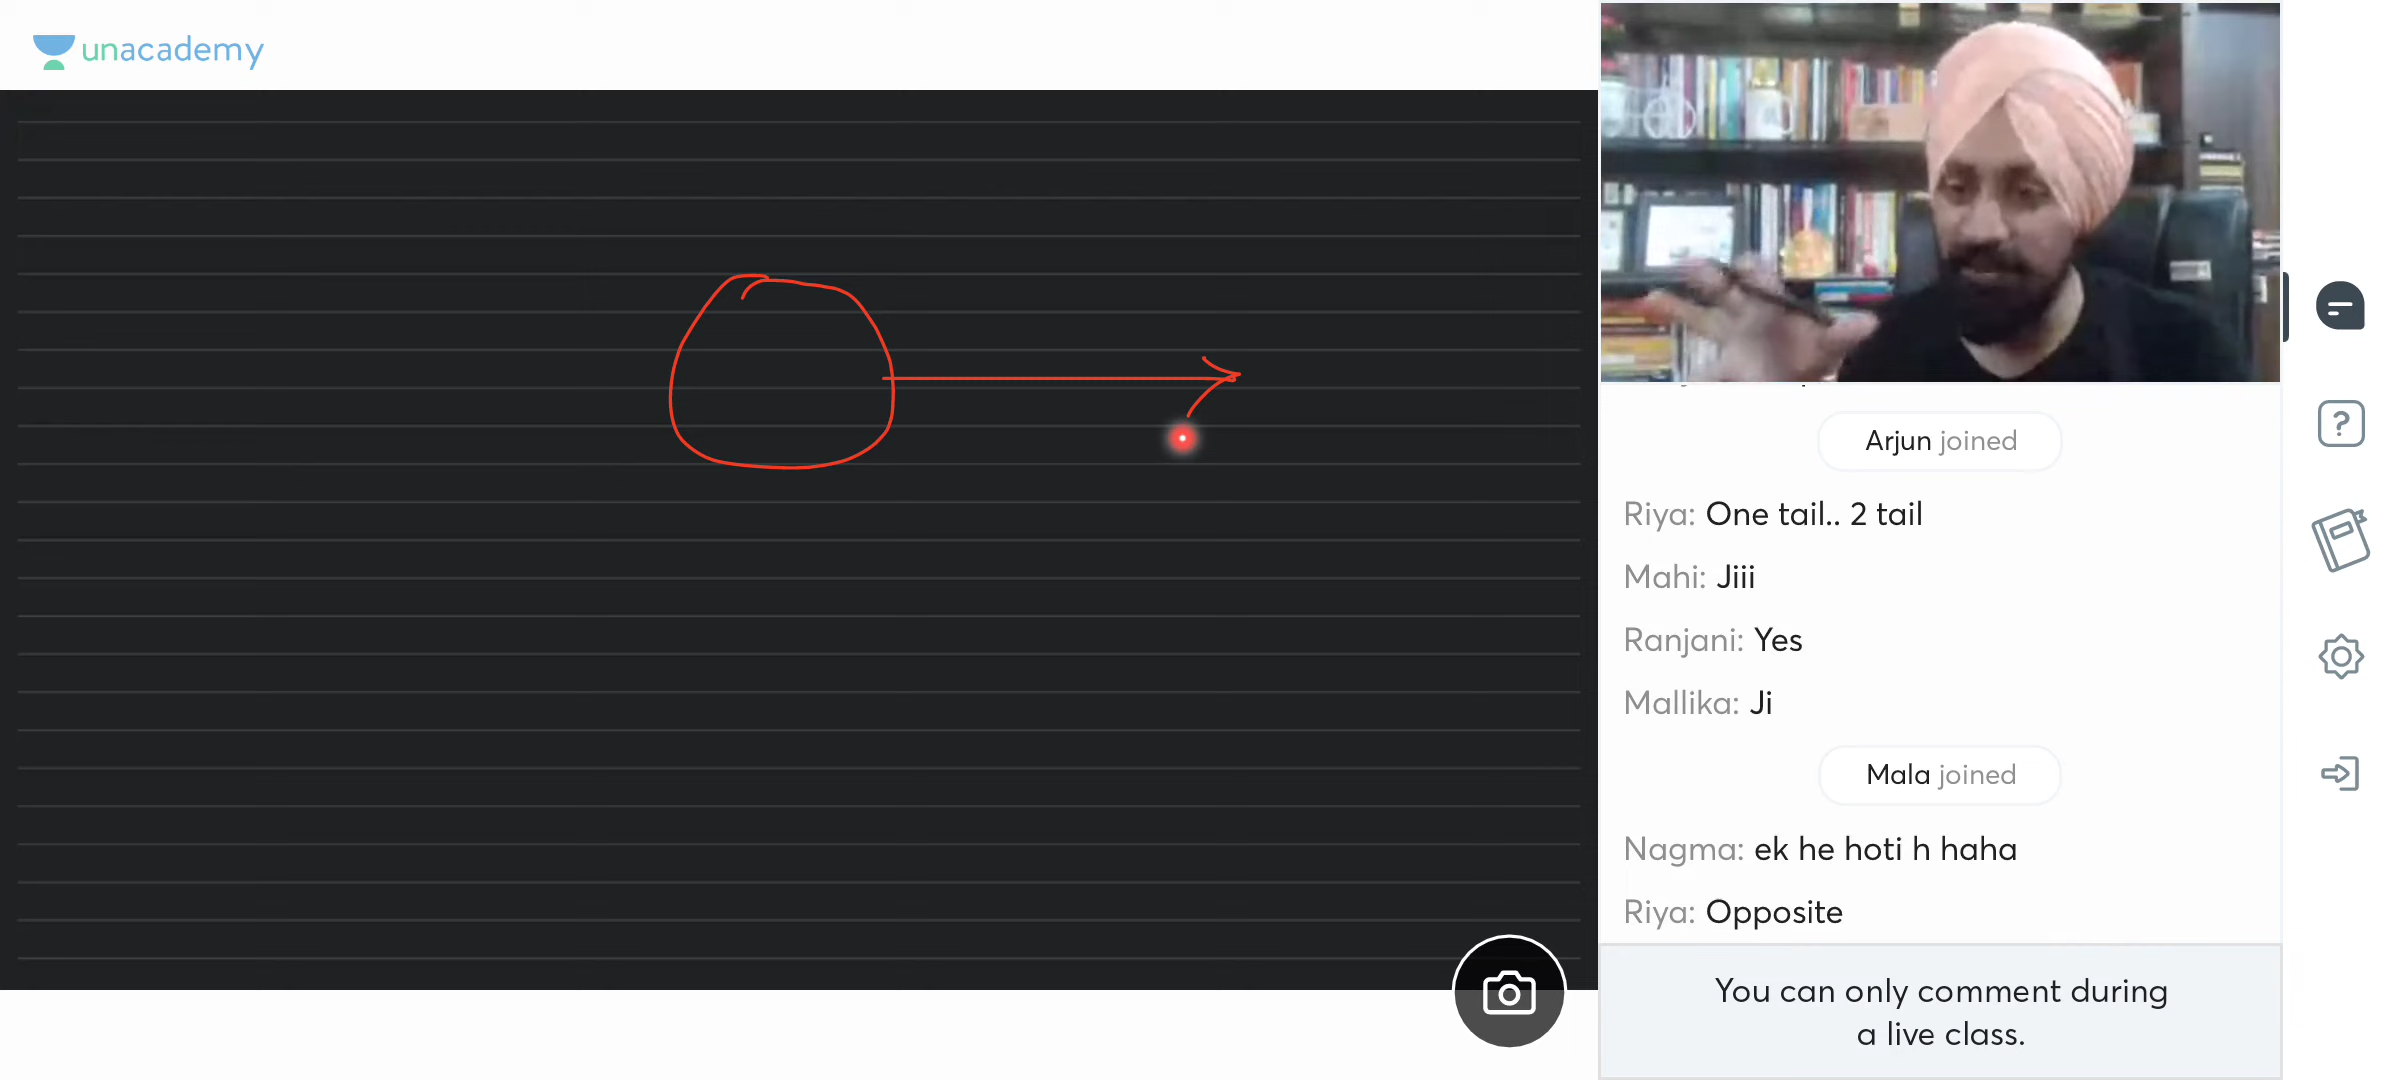 unacademy
Arjun joined
Riya: One tail.. 2 tail
Mahi: Jiii
Ranjani: Yes
Mallika: Ji
Mala joined
Nagma: ek he hoti h haha
Riya: Opposite
You can only comment during
a live class.